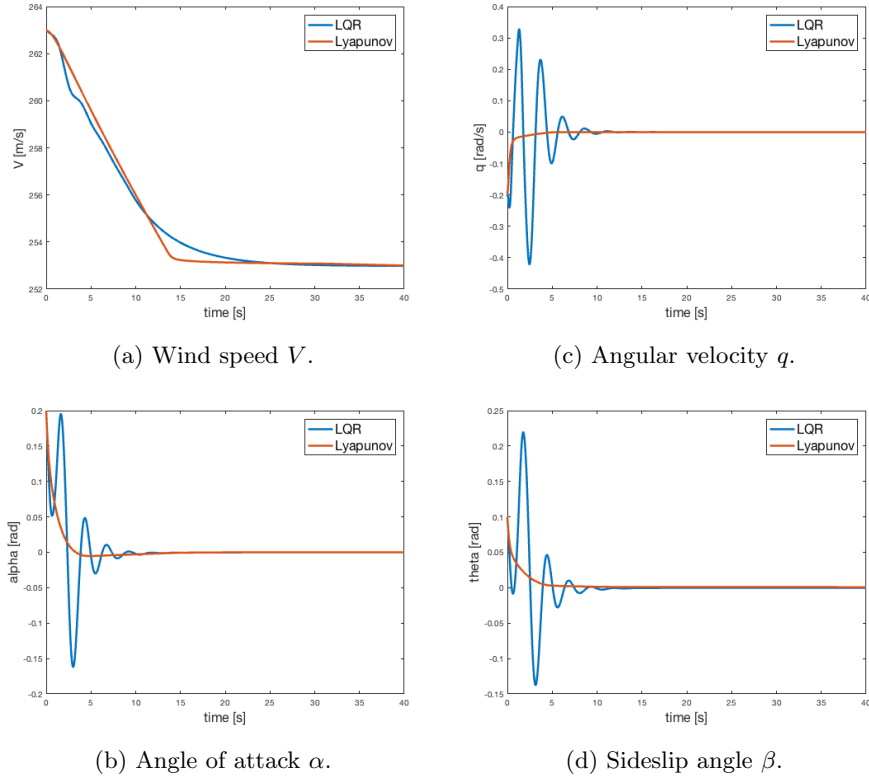 264
262
260
258
256
254
252
V [m/s]
0 5 10 15 20 25 30 35 40
time [s]
LQR
Lyapunov
(a) Wind speed V.
0.4
0.3
0.2
0.1
0
-0.1
-0.2
-0.3
-0.4
-0.5
q [rad/s]
0 5 10 15 20 25 30 35 40
time [s]
LQR
Lyapunov
(c) Angular velocity q.
0.2
0.15
0.1
0.05
0
-0.05
-0.1
-0.15
-0.2
alpha [rad]
0 5 10 15 20 25 30 35 40
time [s]
LQR
Lyapunov
(b) Angle of attack α.
0.25
0.2
0.15
0.1
0.05
0
-0.05
-0.1
-0.15
theta [rad]
0 5 10 15 20 25 30 35 40
time [s]
LQR
Lyapunov
(d) Sideslip angle β.